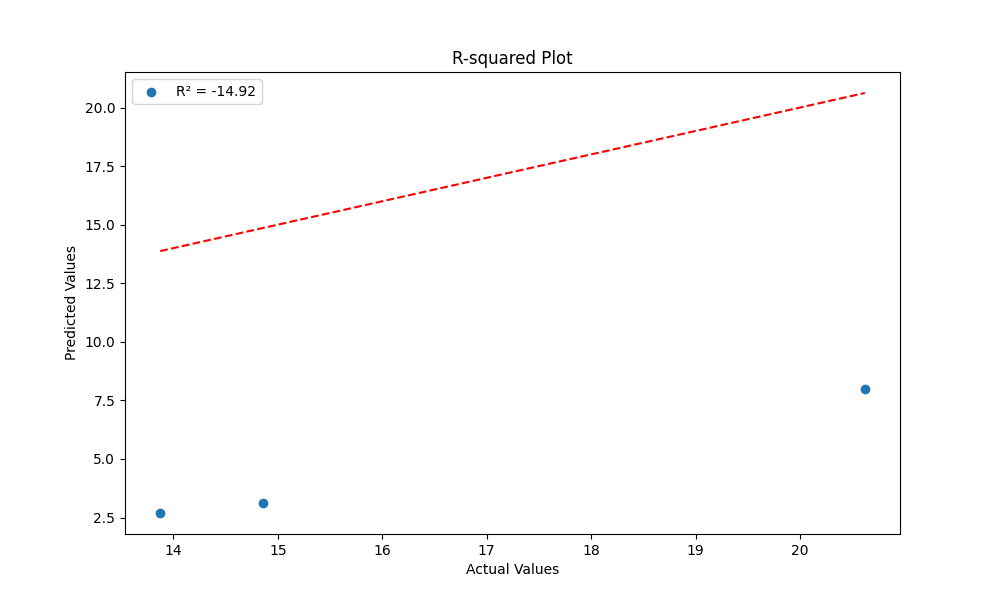 R-squared Plot
R² = -14.92
20.0
17.5
15.0
12.5
10.0
7.5
5.0
2.5
Predicted Values
14 15 16 17 18 19 20
Actual Values